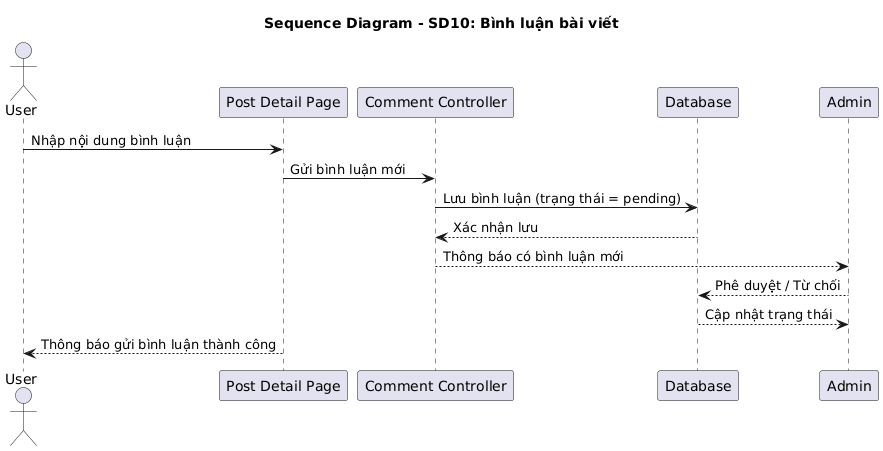 Sequence Diagram - SD10: Bình luận bài viết
User
Post Detail Page
Comment Controller
Database
Admin
Nhập nội dung bình luận
Gửi bình luận mới
Lưu bình luận (trạng thái = pending)
Xác nhận lưu
Thông báo có bình luận mới
Phê duyệt / Từ chối
Cập nhật trạng thái
Thông báo gửi bình luận thành công
User
Post Detail Page
Comment Controller
Database
Admin